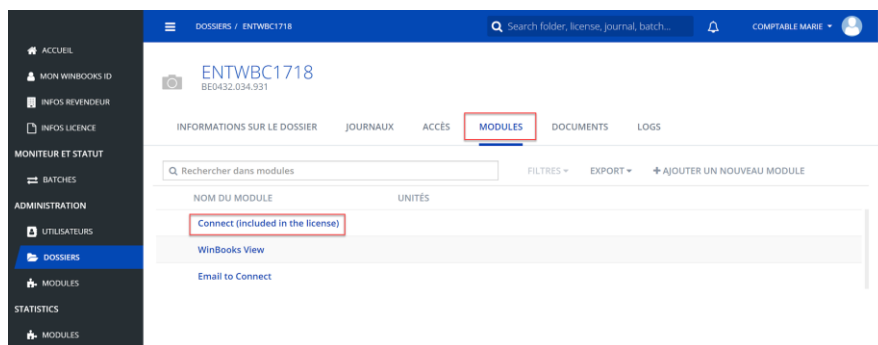 DOSSIERS / ENTWBC1718
Search folder, license, journal, batch...
COMPTABLE MARIE
ACCUEIL
MON WINBOOKS ID
INFOS REVENDEUR
INFOS LICENCE
MONITEUR ET STATUT
BATCHES
ADMINISTRATION
UTILISATEURS
DOSSIERS
MODULES
STATISTICS
MODULES
ENTWBC1718
BE0432.034.931
INFORMATIONS SUR LE DOSSIER JOURNAUX ACCÈS MODULES DOCUMENTS LOGS
Rechercher dans modules FILTRES EXPORT + AJOUTER UN NOUVEAU MODULE
NOM DU MODULE UNITÉS
Connect (included in the license)
WinBooks View
Email to Connect